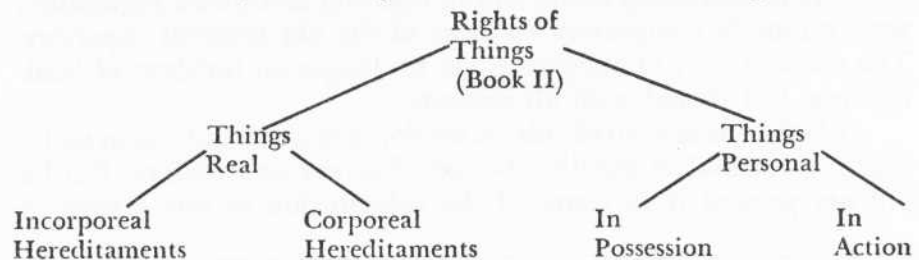 Rights of
Things
(Book II)
Things
Real
Things
Personal
Incorporeal
Hereditaments
Corporeal
Hereditaments
In
Possession
In
Action